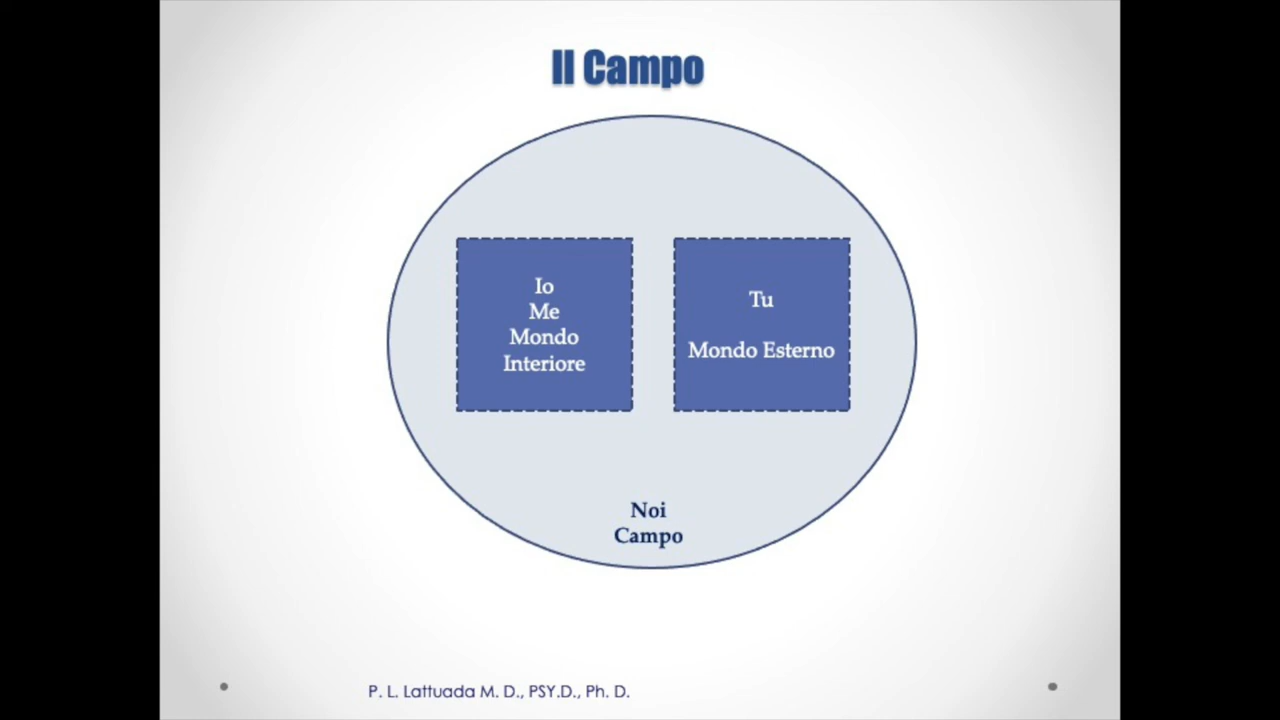 Il Campo
Io
Me
Mondo
Interiore
Tu
Mondo Esterno
Noi
Campo
P. L. Lattuada M. D., PSY.D., Ph. D.